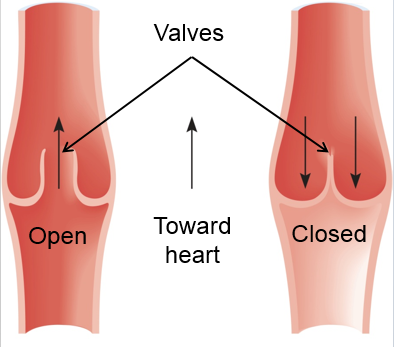 Valves
Open
Toward
heart
Closed